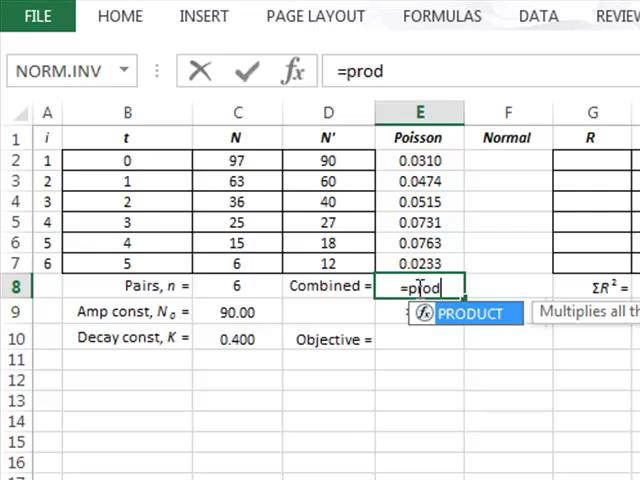 FILE HOME INSERT PAGE LAYOUT FORMULAS DATA REVIEW
NORM.INV fx =prod
A B C D E F G
1 i t N N' Poisson Normal R
2 1 0 97 90 0.0310
3 2 1 63 60 0.0474
4 3 2 36 40 0.0515
5 4 3 25 27 0.0731
6 5 4 15 18 0.0763
7 6 5 6 12 0.0233
8 Pairs, n = 6 Combined = =prod ΣR² =
9 Amp const, N₀ = 90.00 fx PRODUCT Multiplies all th
10 Decay const, K = 0.400 Objective =
11
12
13
14
15
16